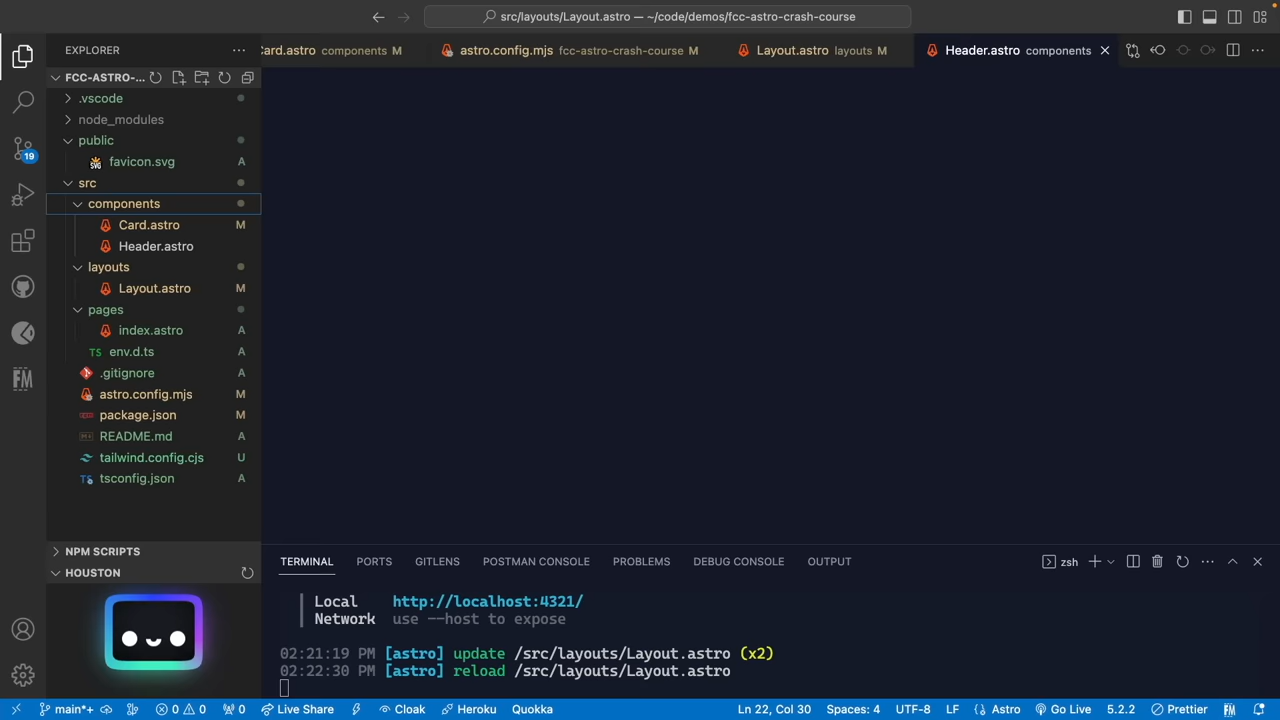 src/layouts/Layout.astro — ~/code/demos/fcc-astro-crash-course
EXPLORER
Card.astro components M
astro.config.mjs fcc-astro-crash-course M
Layout.astro layouts M
Header.astro components
FCC-ASTRO-...
.vscode
node_modules
public
favicon.svg A
src
components
Card.astro M
Header.astro
layouts
Layout.astro M
pages
index.astro A
TS env.d.ts A
.gitignore A
astro.config.mjs M
package.json M
README.md A
tailwind.config.cjs U
TS tsconfig.json A
NPM SCRIPTS
HOUSTON
19
FM
TERMINAL PORTS GITLENS POSTMAN CONSOLE PROBLEMS DEBUG CONSOLE OUTPUT
zsh
Local http://localhost:4321/
Network use --host to expose
02:21:19 PM [astro] update /src/layouts/Layout.astro (x2)
02:22:30 PM [astro] reload /src/layouts/Layout.astro
main*+ 0 0 0 Live Share Cloak Heroku Quokka Ln 22, Col 30 Spaces: 4 UTF-8 LF Astro Go Live 5.2.2 Prettier FM